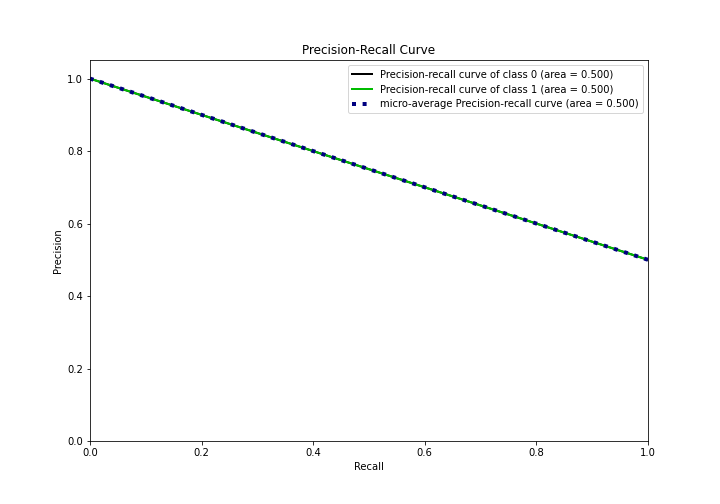 Precision-Recall Curve
Precision-recall curve of class 0 (area = 0.500)
Precision-recall curve of class 1 (area = 0.500)
micro-average Precision-recall curve (area = 0.500)
1.0
0.8
0.6
0.4
0.2
0.0
Precision
0.0 0.2 0.4 0.6 0.8 1.0
Recall